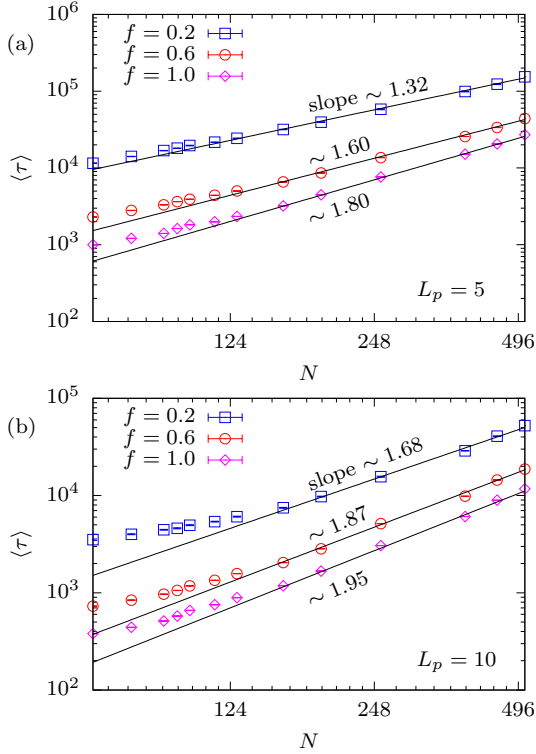 (a)
10^6
10^5
10^4
10^3
10^2
⟨τ⟩
f = 0.2
f = 0.6
f = 1.0
slope ~ 1.32
~ 1.60
~ 1.80
L_p = 5
124 248 496
N
(b)
10^5
10^4
10^3
10^2
⟨τ⟩
f = 0.2
f = 0.6
f = 1.0
slope ~ 1.68
~ 1.87
~ 1.95
L_p = 10
124 248 496
N